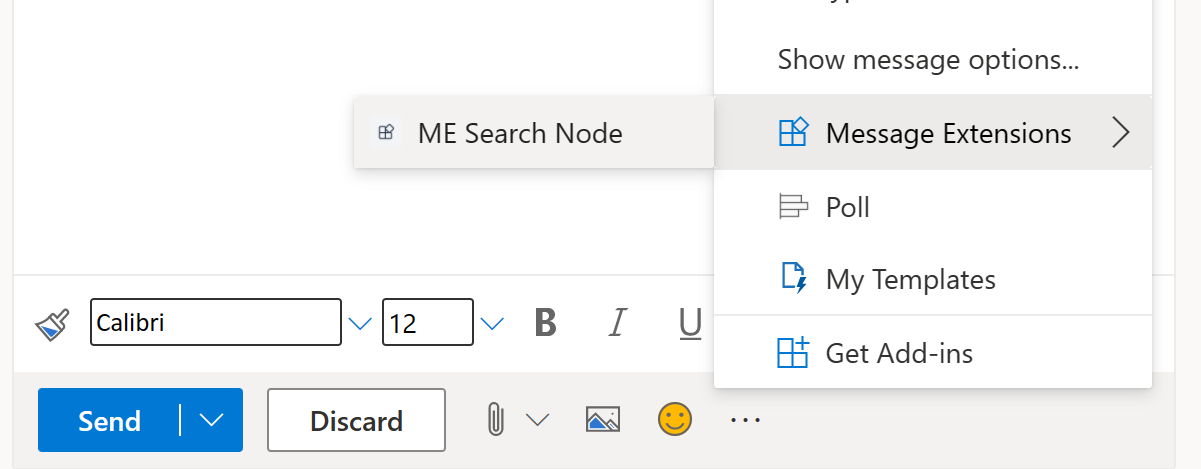 Show message options...
ME Search Node
Message Extensions
Poll
My Templates
Calibri
12
B
I
U
Get Add-ins
Send
Discard